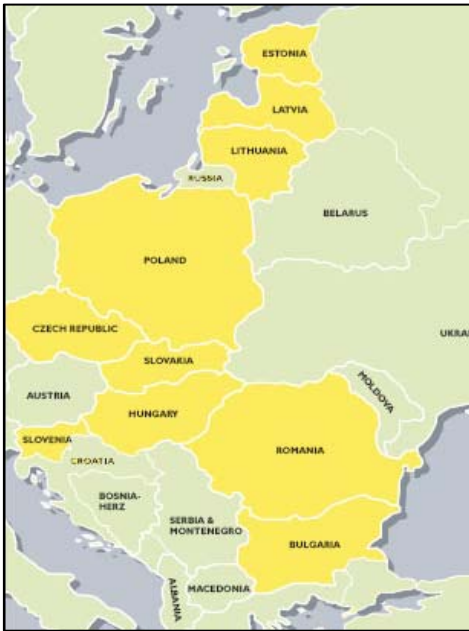 ESTONIA
LATVIA
LITHUANIA
RUSSIA
BELARUS
POLAND
UKRA
CZECH REPUBLIC
SLOVAKIA
MOLDOVA
AUSTRIA
HUNGARY
SLOVENIA
ROMANIA
CROATIA
BOSNIA-
HERZ
SERBIA &
MONTENEGRO
BULGARIA
ALBANIA
MACEDONIA